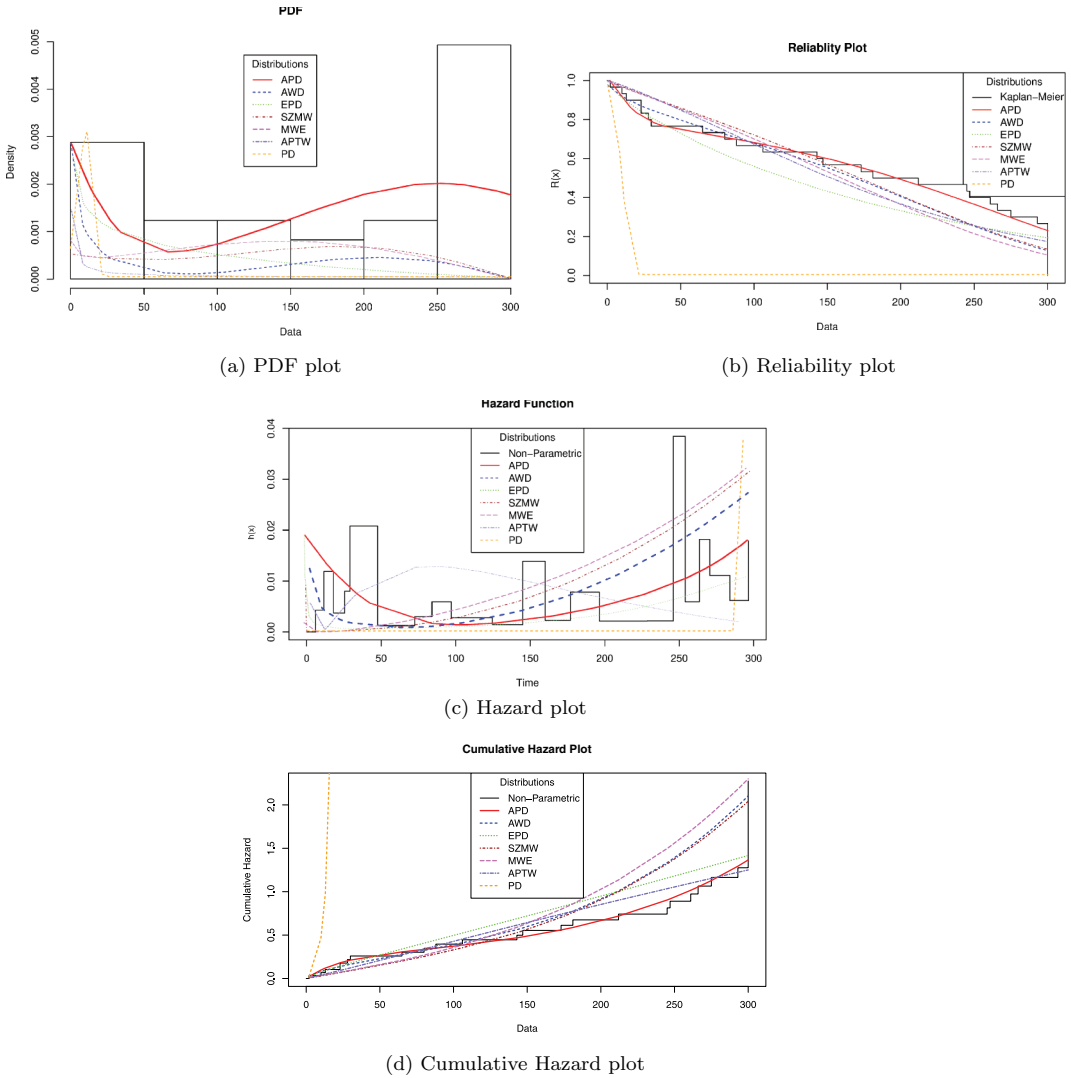 PDF
Density
0.000
0.001
0.002
0.003
0.004
0.005
Distributions
APD
AWD
EPD
SZMW
MWE
APTW
PD
0
50
100
150
200
250
300
Data
(a) PDF plot
Reliablity Plot
R(x)
0.0
0.2
0.4
0.6
0.8
1.0
Distributions
Kaplan−Meier
APD
AWD
EPD
SZMW
MWE
APTW
PD
0
50
100
150
200
250
300
Data
(b) Reliability plot
Hazard Function
h(x)
0.00
0.01
0.02
0.03
0.04
Distributions
Non−Parametric
APD
AWD
EPD
SZMW
MWE
APTW
PD
0
50
100
150
200
250
300
Time
(c) Hazard plot
Cumulative Hazard Plot
Cumulative Hazard
0.0
0.5
1.0
1.5
2.0
Distributions
Non−Parametric
APD
AWD
EPD
SZMW
MWE
APTW
PD
0
50
100
150
200
250
300
Data
(d) Cumulative Hazard plot